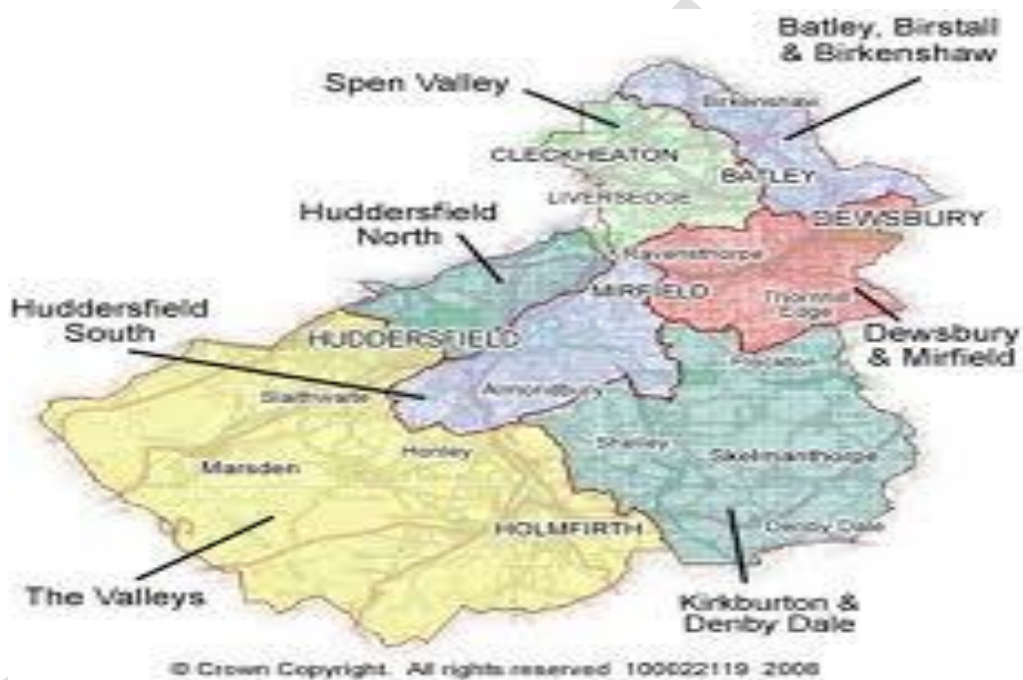 Batley, Birstall
& Birkenshaw
Spen Valley
Birkenshaw
CLECKHEATON
BATLEY
LIVERSEDGE
Huddersfield
North
DEWSBURY
Ravensthorpe
MIRFIELD
Thornhill
Edge
Huddersfield
South
HUDDERSFIELD
Dewsbury
& Mirfield
Flockton
Slaithwaite
Almondbury
Shelley
Honley
Skelmanthorpe
Marsden
HOLMFIRTH
Denby Dale
The Valleys
Kirkburton &
Denby Dale
© Crown Copyright. All rights reserved 100022119 2008